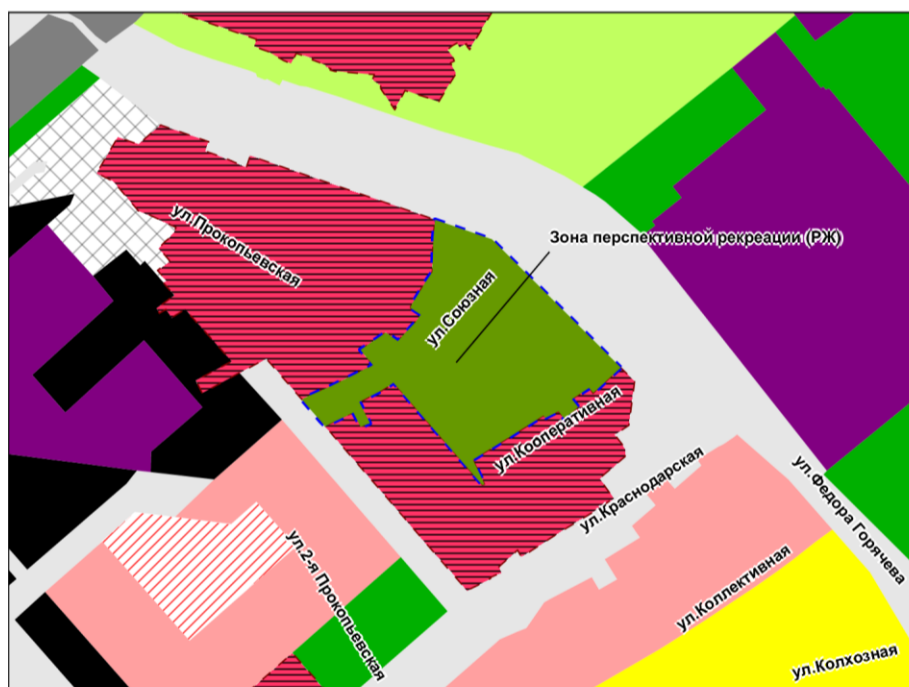 ул.Прокопьевская
Зона перспективной рекреации (РЖ)
ул.Союзная
ул.Кооперативная
ул.Краснодарская
ул.Федора Горячева
ул.2-я Прокопьевская
ул.Коллективная
ул.Колхозная